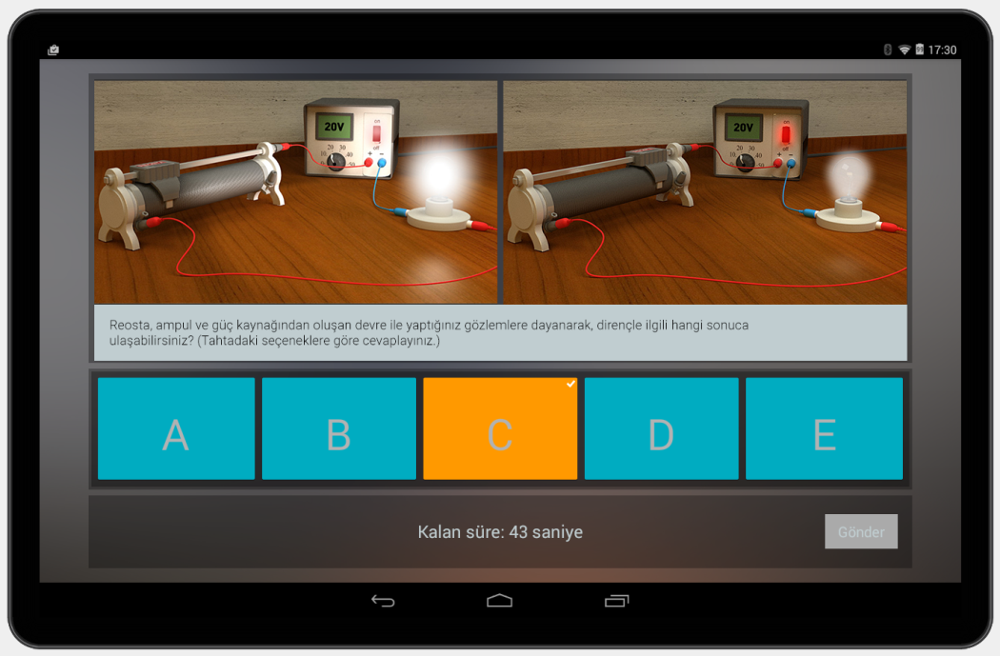 17:30
20V
on
off
10 20 30 40 50
+ -
20V
on
off
10 20 30 40 50
+ -
Reosta, ampul ve güç kaynağından oluşan devre ile yaptığınız gözlemlere dayanarak, dirençle ilgili hangi sonuca
ulaşabilirsiniz? (Tahtadaki seçeneklere göre cevaplayınız.)
A B C D E
Kalan süre: 43 saniye
Gönder